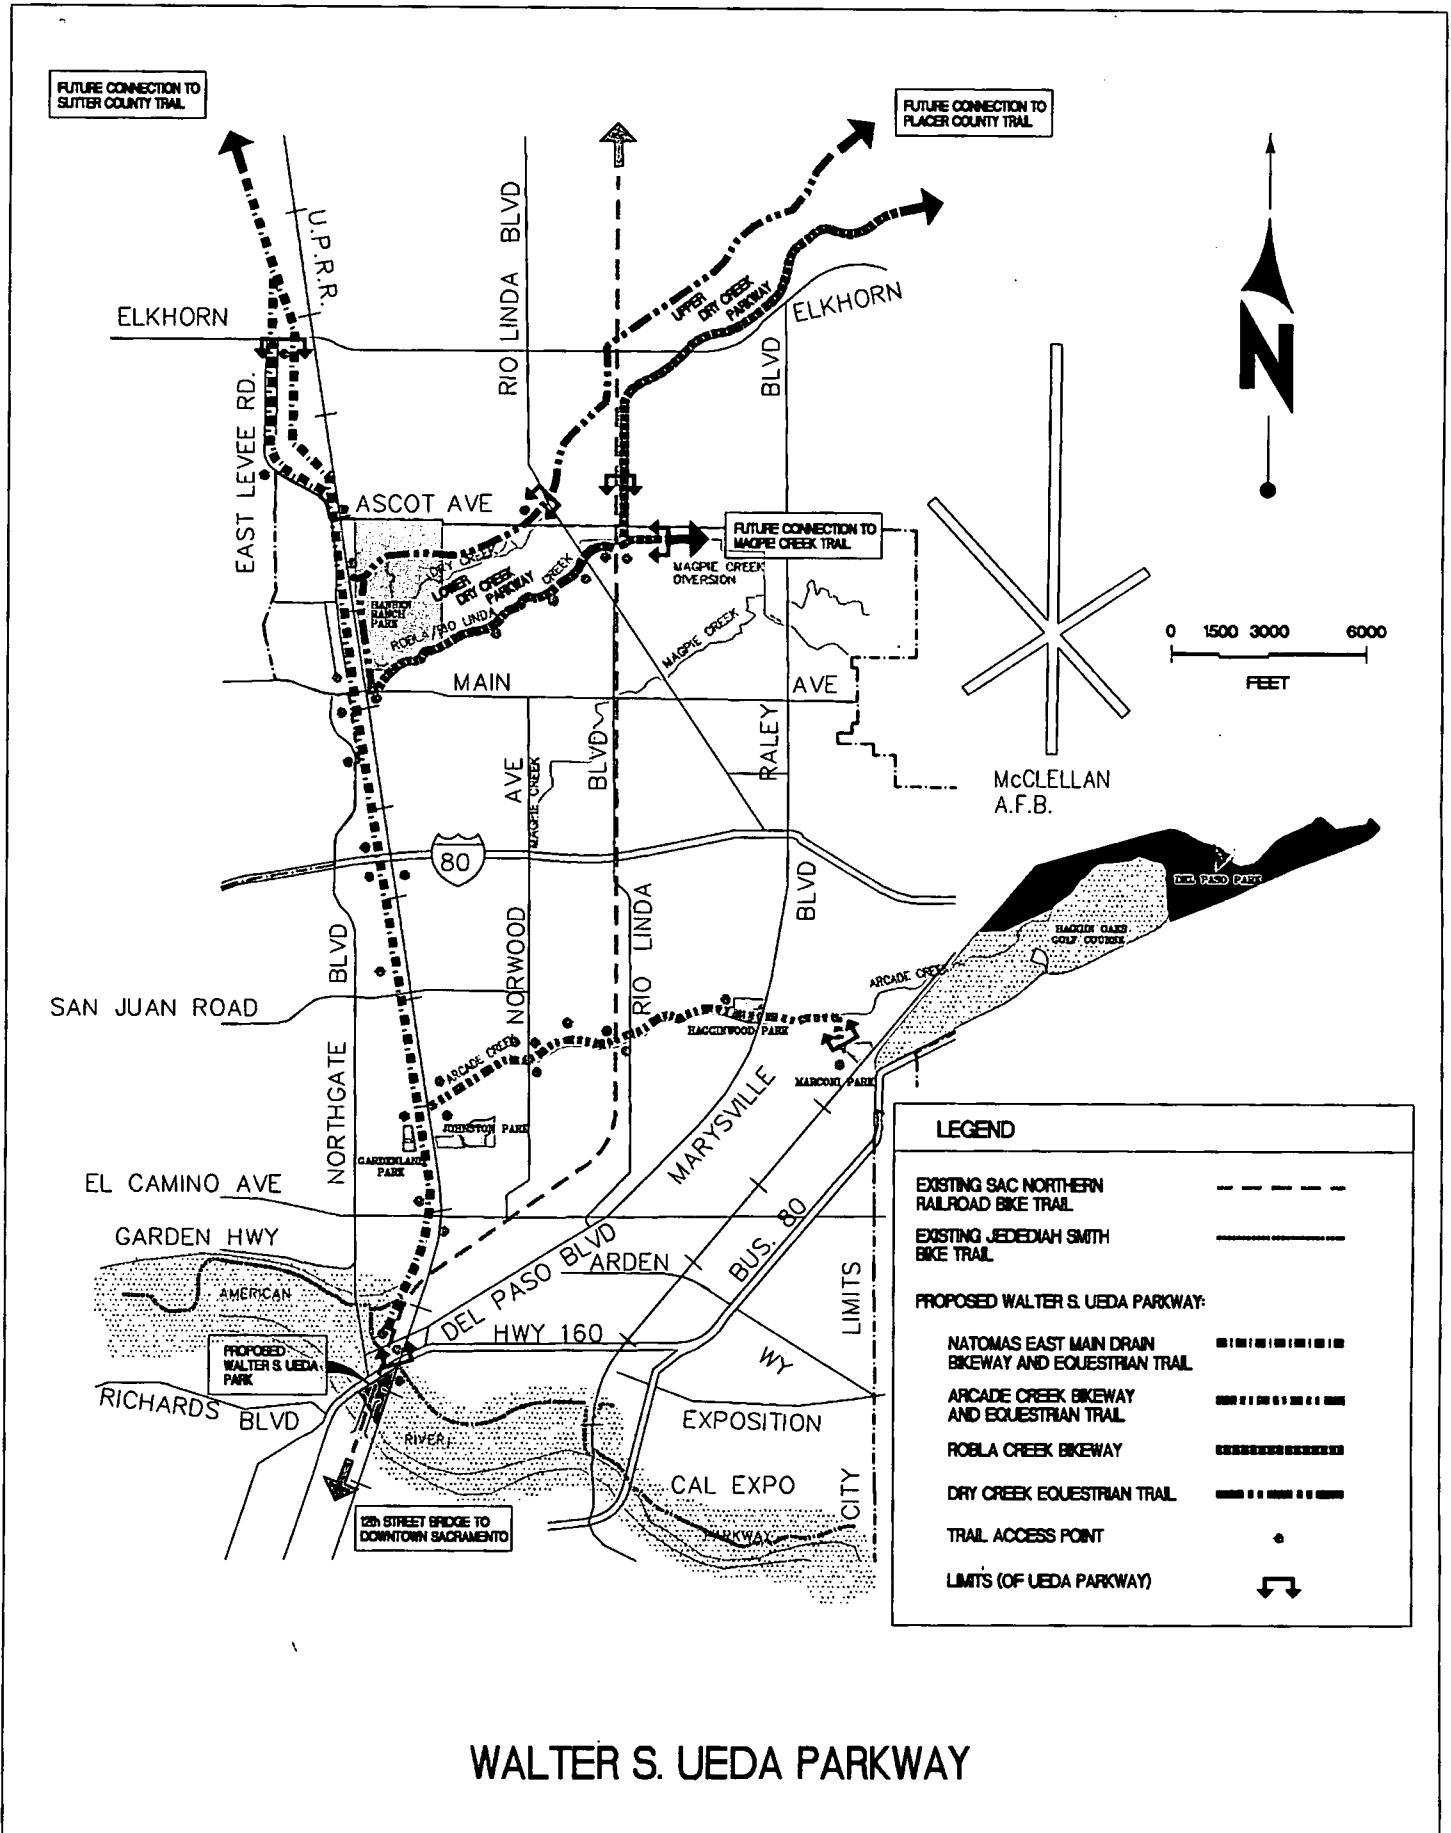 FUTURE CONNECTION TO
SUTTER COUNTY TRAIL
FUTURE CONNECTION TO
PLACER COUNTY TRAIL
U.P.R.R.
RIO LINDA BLVD
UPPER
DRY CREEK
PARKWAY
ELKHORN
ELKHORN
BLVD
N
EAST LEVEE RD.
ASCOT AVE
FUTURE CONNECTION TO
MAGPIE CREEK TRAIL
DRY CREEK
LOWER
DRY CREEK
PARKWAY
CREEK
MAGPIE CREEK
DIVERSION
HANSEN
RANCH
PARK
ROBLA/RIO LINDA
MAGPIE CREEK
0 1500 3000 6000
FEET
MAIN
AVE
RALEY
BLVD
AVE
MAGPIE CREEK
McCLELLAN
A.F.B.
80
DEL PASO PARK
HAGGIN OAKS
GOLF COURSE
BLVD
NORWOOD
RIO LINDA
BLVD
ARCADE CREEK
SAN JUAN ROAD
HAGGINWOOD PARK
ARCADE CREEK
NORTHGATE
MARCONI PARK
MARYSVILLE
JOHNSTON PARK
GARDENLAND
PARK
EL CAMINO AVE
GARDEN HWY
DEL PASO BLVD
ARDEN
BUS. 80
LIMITS
AMERICAN
HWY 160
WY
PROPOSED
WALTER S. UEDA
PARK
RICHARDS BLVD
RIVER
EXPOSITION
CAL EXPO
CITY
PARKWAY
12th STREET BRIDGE TO
DOWNTOWN SACRAMENTO
LEGEND
EXISTING SAC NORTHERN
RAILROAD BIKE TRAIL
EXISTING JEDEDIAH SMITH
BIKE TRAIL
PROPOSED WALTER S. UEDA PARKWAY:
NATOMAS EAST MAIN DRAIN
BIKEWAY AND EQUESTRIAN TRAIL
ARCADE CREEK BIKEWAY
AND EQUESTRIAN TRAIL
ROBLA CREEK BIKEWAY
DRY CREEK EQUESTRIAN TRAIL
TRAIL ACCESS POINT
LIMITS (OF UEDA PARKWAY)
WALTER S. UEDA PARKWAY